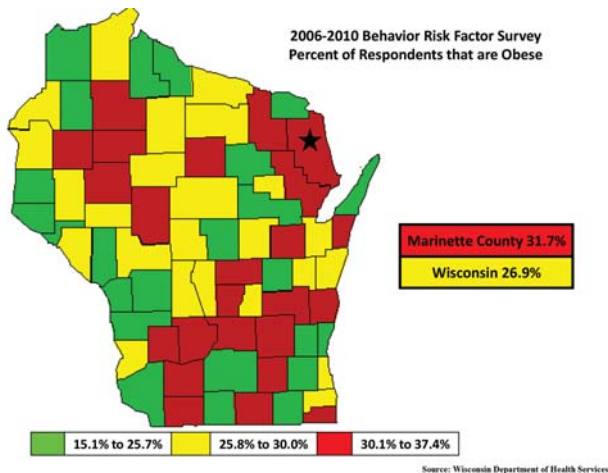 2006-2010 Behavior Risk Factor Survey
Percent of Respondents that are Obese
Marinette County 31.7%
Wisconsin 26.9%
15.1% to 25.7%
25.8% to 30.0%
30.1% to 37.4%
Source: Wisconsin Department of Health Services